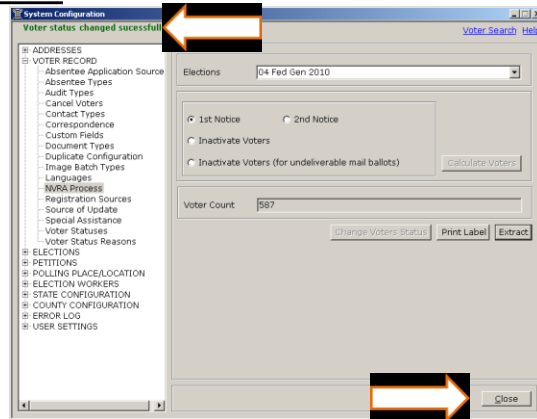 System Configuration
Voter status changed sucessfull
Voter Search Help
ADDRESSES
VOTER RECORD
Absentee Application Source
Absentee Types
Audit Types
Cancel Voters
Contact Types
Correspondence
Custom Fields
Document Types
Duplicate Configuration
Image Batch Types
Languages
NVRA Process
Registration Sources
Source of Update
Special Assistance
Voter Statuses
Voter Status Reasons
ELECTIONS
PETITIONS
POLLING PLACE/LOCATION
ELECTION WORKERS
STATE CONFIGURATION
COUNTY CONFIGURATION
ERROR LOG
USER SETTINGS
Elections 04 Fed Gen 2010
1st Notice 2nd Notice
Inactivate Voters
Inactivate Voters (for undeliverable mail ballots) Calculate Voters
Voter Count 587
Change Voters Status Print Label Extract
Close